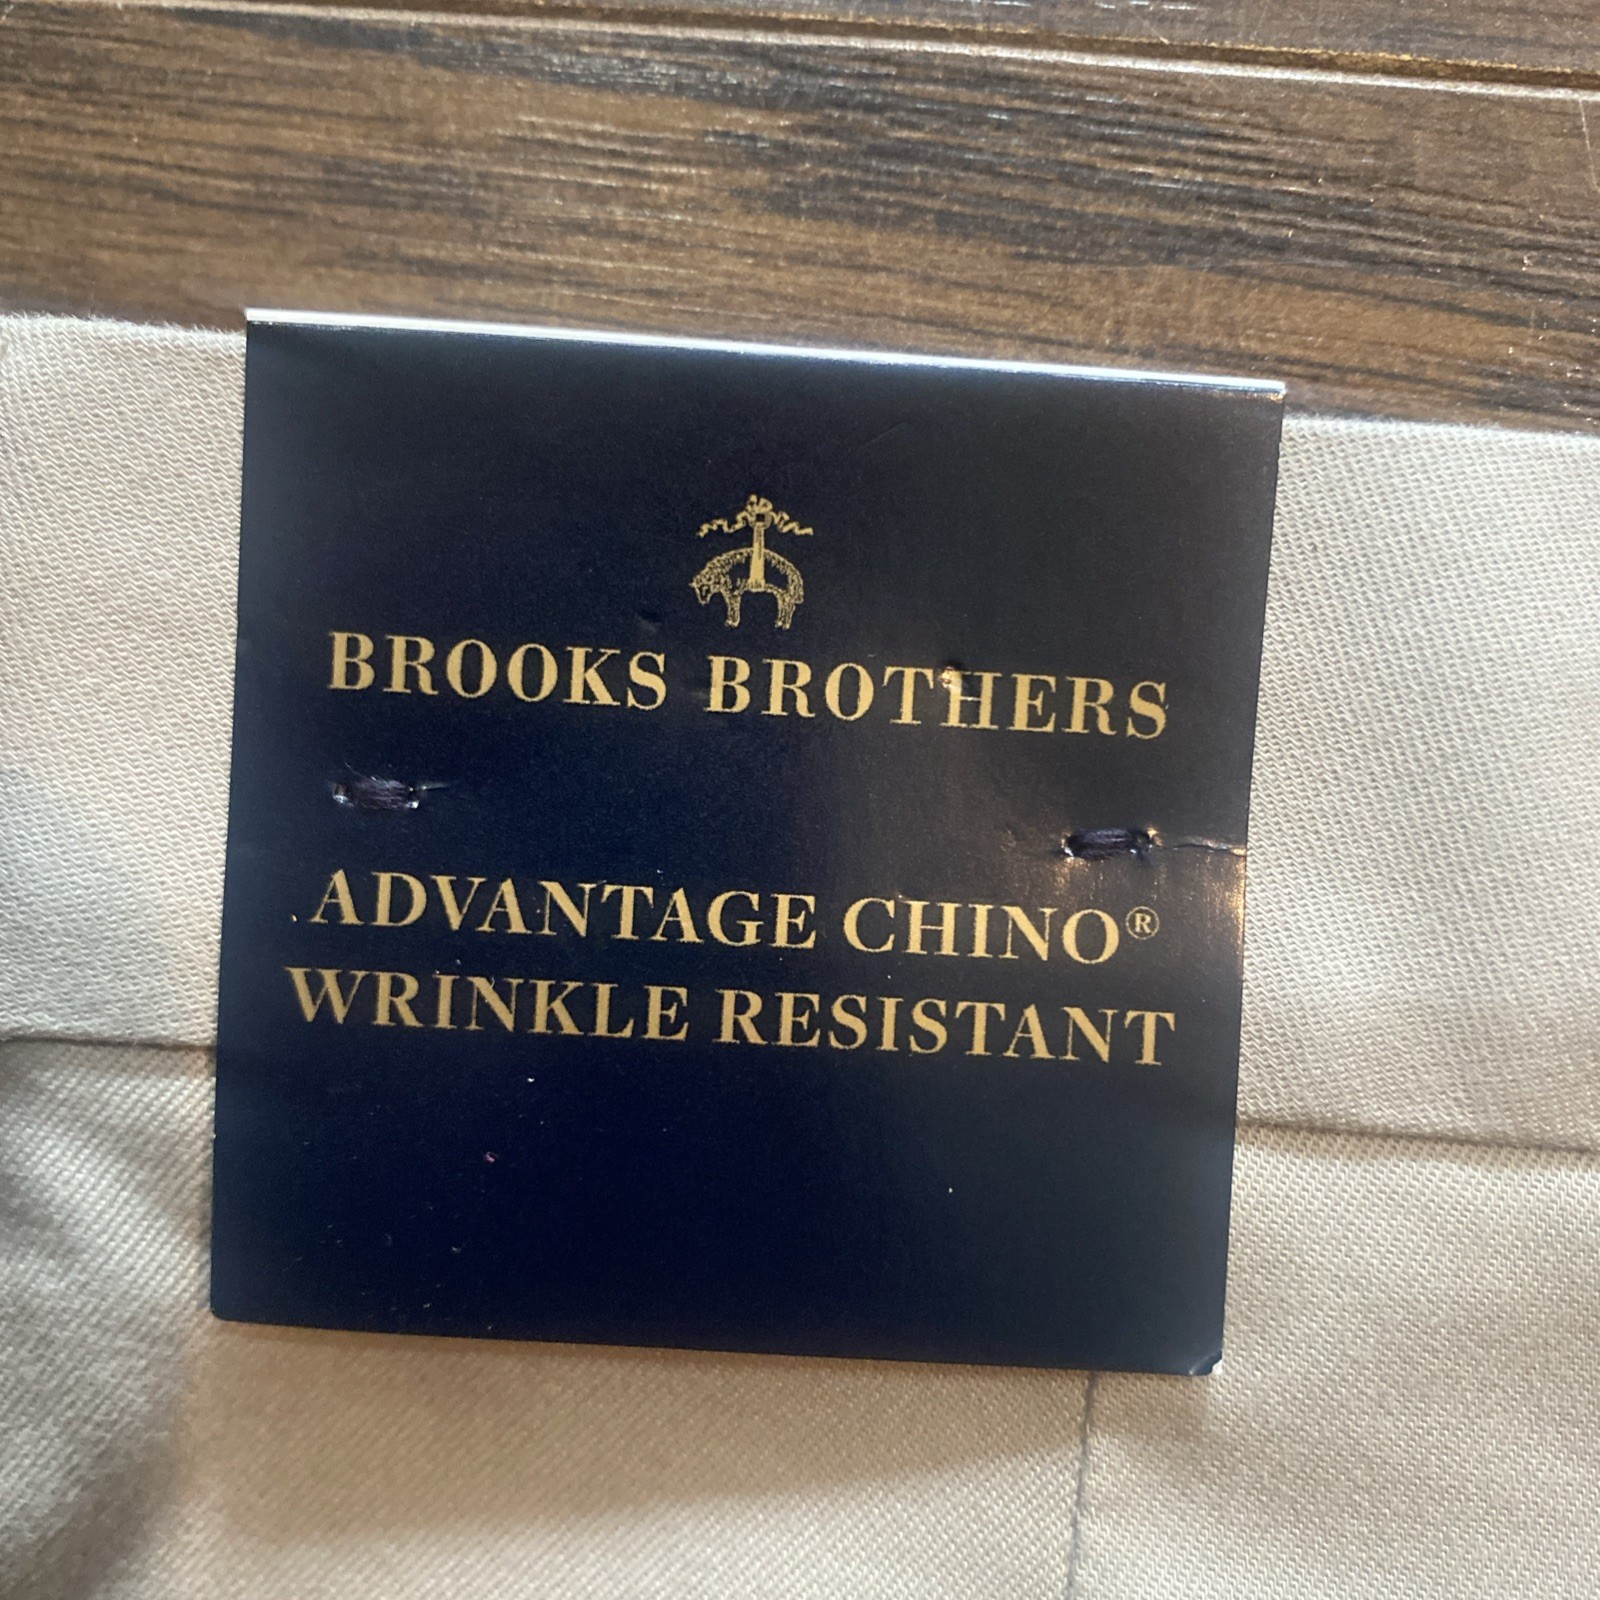 BROOKS BROTHERS
ADVANTAGE CHINO®
WRINKLE RESISTANT